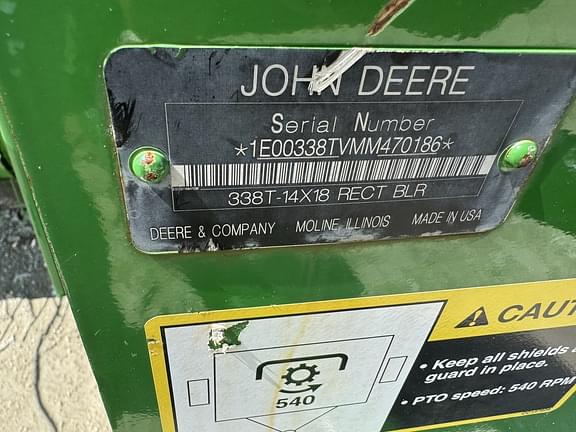 JOHN DEERE
Serial Number
*1E00338TVMM470186*
338T-14X18 RECT BLR
DEERE & COMPANY MOLINE, ILLINOIS MADE IN USA
• Keep all shields
guard in place.
• PTO speed: 540 RPM
540